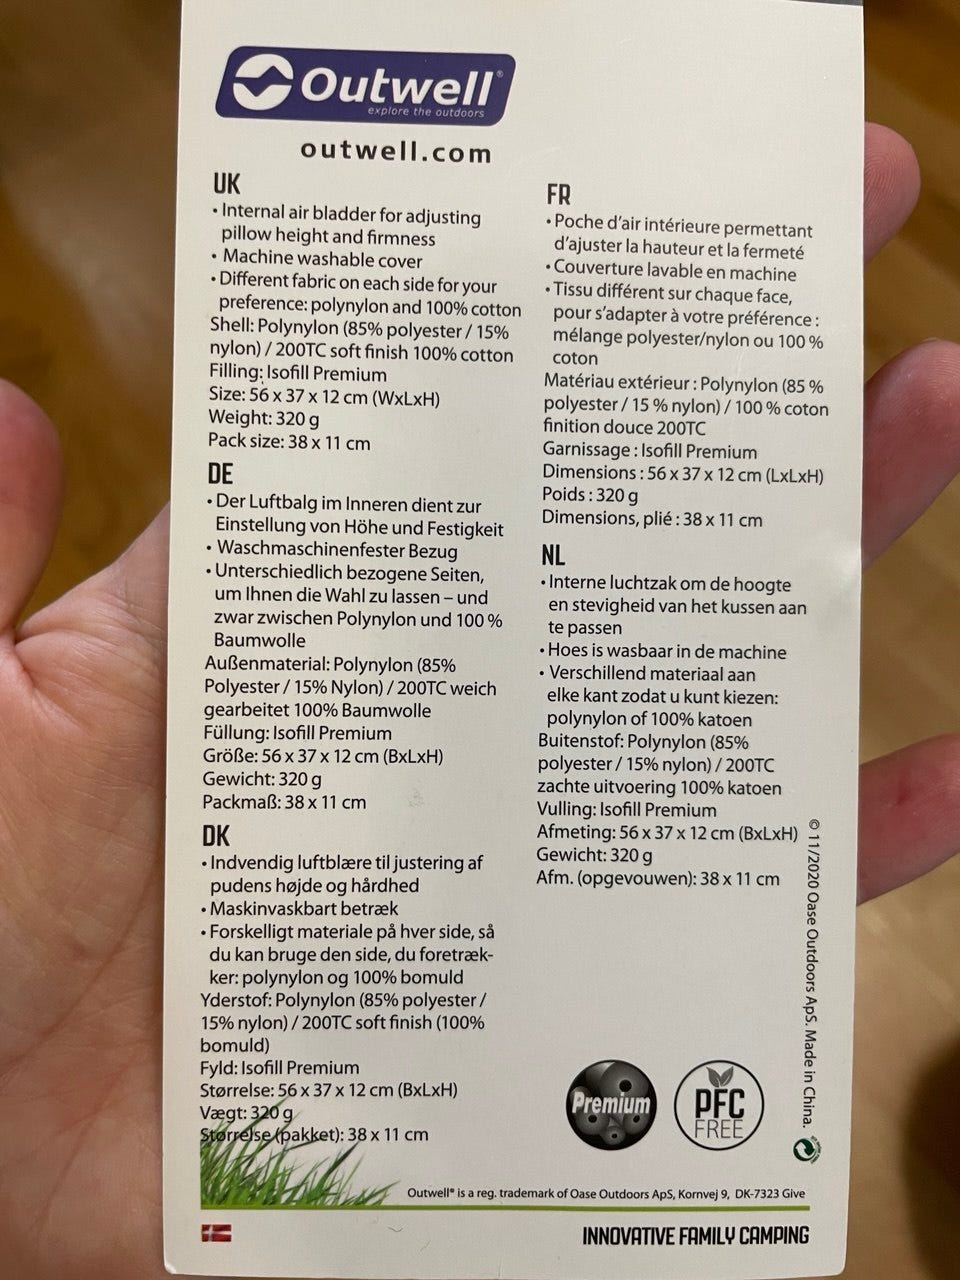 Outwell®
explore the outdoors
outwell.com
UK
• Internal air bladder for adjusting
pillow height and firmness
• Machine washable cover
• Different fabric on each side for your
preference: polynylon and 100% cotton
Shell: Polynylon (85% polyester / 15%
nylon) / 200TC soft finish 100% cotton
Filling: Isofill Premium
Size: 56 x 37 x 12 cm (WxLxH)
Weight: 320 g
Pack size: 38 x 11 cm
DE
• Der Luftbalg im Inneren dient zur
Einstellung von Höhe und Festigkeit
• Waschmaschinenfester Bezug
• Unterschiedlich bezogene Seiten,
um Ihnen die Wahl zu lassen – und
zwar zwischen Polynylon und 100 %
Baumwolle
Außenmaterial: Polynylon (85%
Polyester / 15% Nylon) / 200TC weich
gearbeitet 100% Baumwolle
Füllung: Isofill Premium
Größe: 56 x 37 x 12 cm (BxLxH)
Gewicht: 320 g
Packmaß: 38 x 11 cm
DK
• Indvendig luftblære til justering af
pudens højde og hårdhed
• Maskinvaskbart betræk
• Forskelligt materiale på hver side, så
du kan bruge den side, du foretræk-
ker: polynylon og 100% bomuld
Yderstof: Polynylon (85% polyester /
15% nylon) / 200TC soft finish (100%
bomuld)
Fyld: Isofill Premium
Størrelse: 56 x 37 x 12 cm (BxLxH)
Vægt: 320 g
Størrelse (pakket): 38 x 11 cm
FR
• Poche d'air intérieure permettant
d'ajuster la hauteur et la fermeté
• Couverture lavable en machine
• Tissu différent sur chaque face,
pour s'adapter à votre préférence :
mélange polyester/nylon ou 100 %
coton
Matériau extérieur : Polynylon (85 %
polyester / 15 % nylon) / 100 % coton
finition douce 200TC
Garnissage : Isofill Premium
Dimensions : 56 x 37 x 12 cm (LxLxH)
Poids : 320 g
Dimensions, plié : 38 x 11 cm
NL
• Interne luchtzak om de hoogte
en stevigheid van het kussen aan
te passen
• Hoes is wasbaar in de machine
• Verschillend materiaal aan
elke kant zodat u kunt kiezen:
polynylon of 100% katoen
Buitenstof: Polynylon (85%
polyester / 15% nylon) / 200TC
zachte uitvoering 100% katoen
Vulling: Isofill Premium
Afmeting: 56 x 37 x 12 cm (BxLxH)
Gewicht: 320 g
Afm. (opgevouwen): 38 x 11 cm
© 11/2020 Oase Outdoors ApS. Made in China.
Premium
PFC
FREE
Outwell® is a reg. trademark of Oase Outdoors ApS, Kornvej 9, DK-7323 Give
INNOVATIVE FAMILY CAMPING